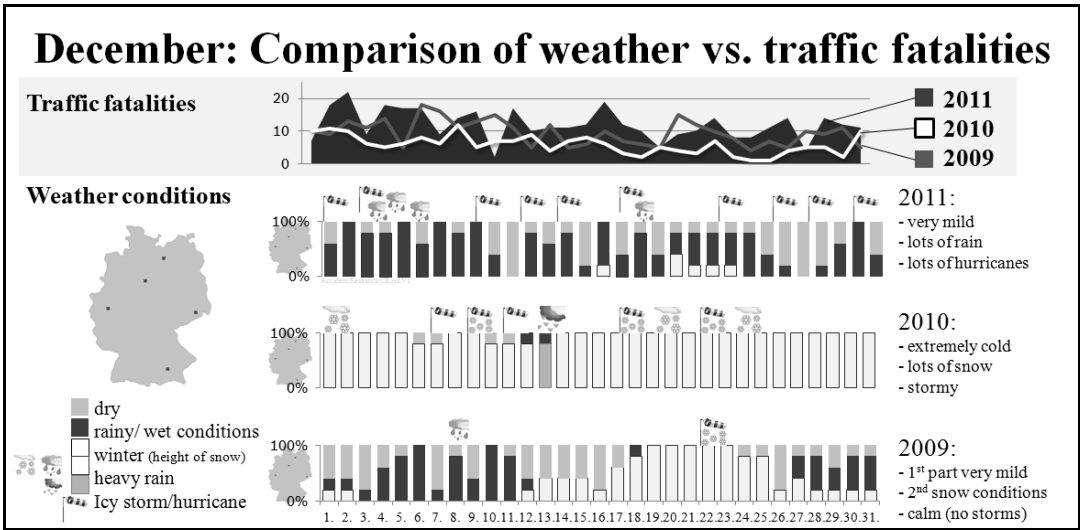 December: Comparison of weather vs. traffic fatalities
Traffic fatalities
20
10
0
2011
2010
2009
Weather conditions
100%
0%
2011:
- very mild
- lots of rain
- lots of hurricanes
100%
0%
2010:
- extremely cold
- lots of snow
- stormy
dry
rainy/ wet conditions
winter (height of snow)
heavy rain
Icy storm/hurricane
100%
0%
2009:
- 1st part very mild
- 2nd snow conditions
- calm (no storms)
1. 2. 3. 4. 5. 6. 7. 8. 9. 10. 11. 12. 13. 14. 15. 16. 17. 18. 19. 20. 21. 22. 23. 24. 25. 26. 27. 28. 29. 30. 31.